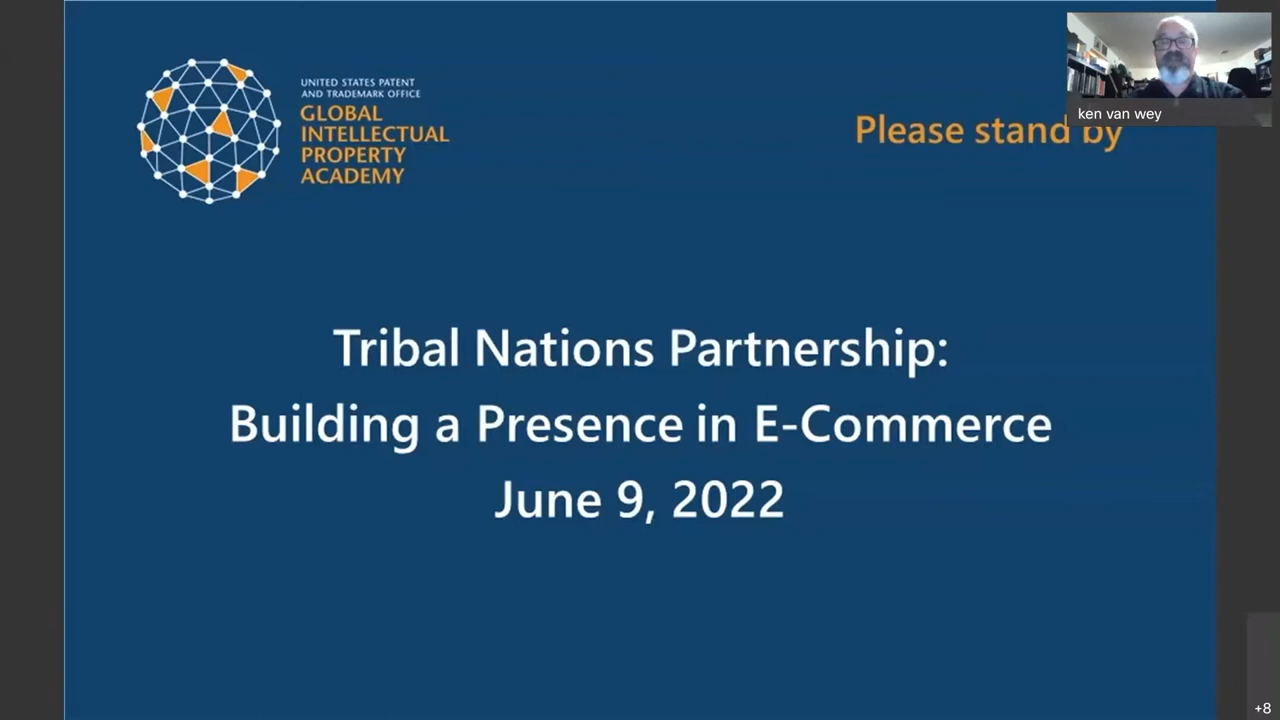 UNITED STATES PATENT
AND TRADEMARK OFFICE
GLOBAL
INTELLECTUAL
PROPERTY
ACADEMY
Please stand by
ken van wey
Tribal Nations Partnership:
Building a Presence in E-Commerce
June 9, 2022
+8